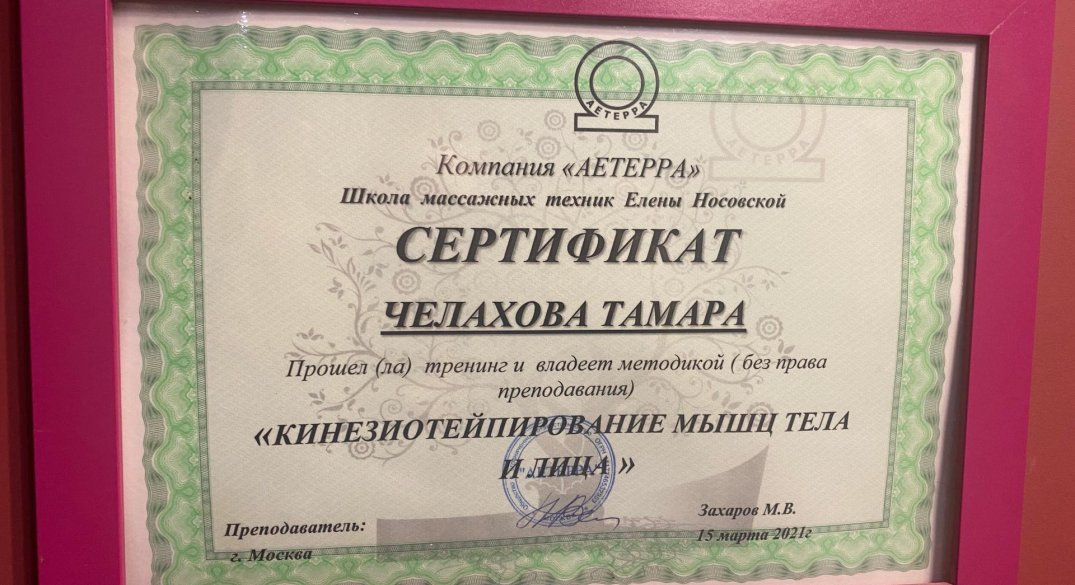 АЕТЕРРА
АЕТЕРРА
Компания «АЕТЕРРА»
Школа массажных техник Елены Носовской
СЕРТИФИКАТ
ЧЕЛАХОВА ТАМАРА
Прошел (ла) тренинг и владеет методикой ( без права
преподавания)
«КИНЕЗИОТЕЙПИРОВАНИЕ МЫШЦ ТЕЛА
И ЛИЦА »
Преподаватель:
Захаров М.В.
г. Москва
15 марта 2021г